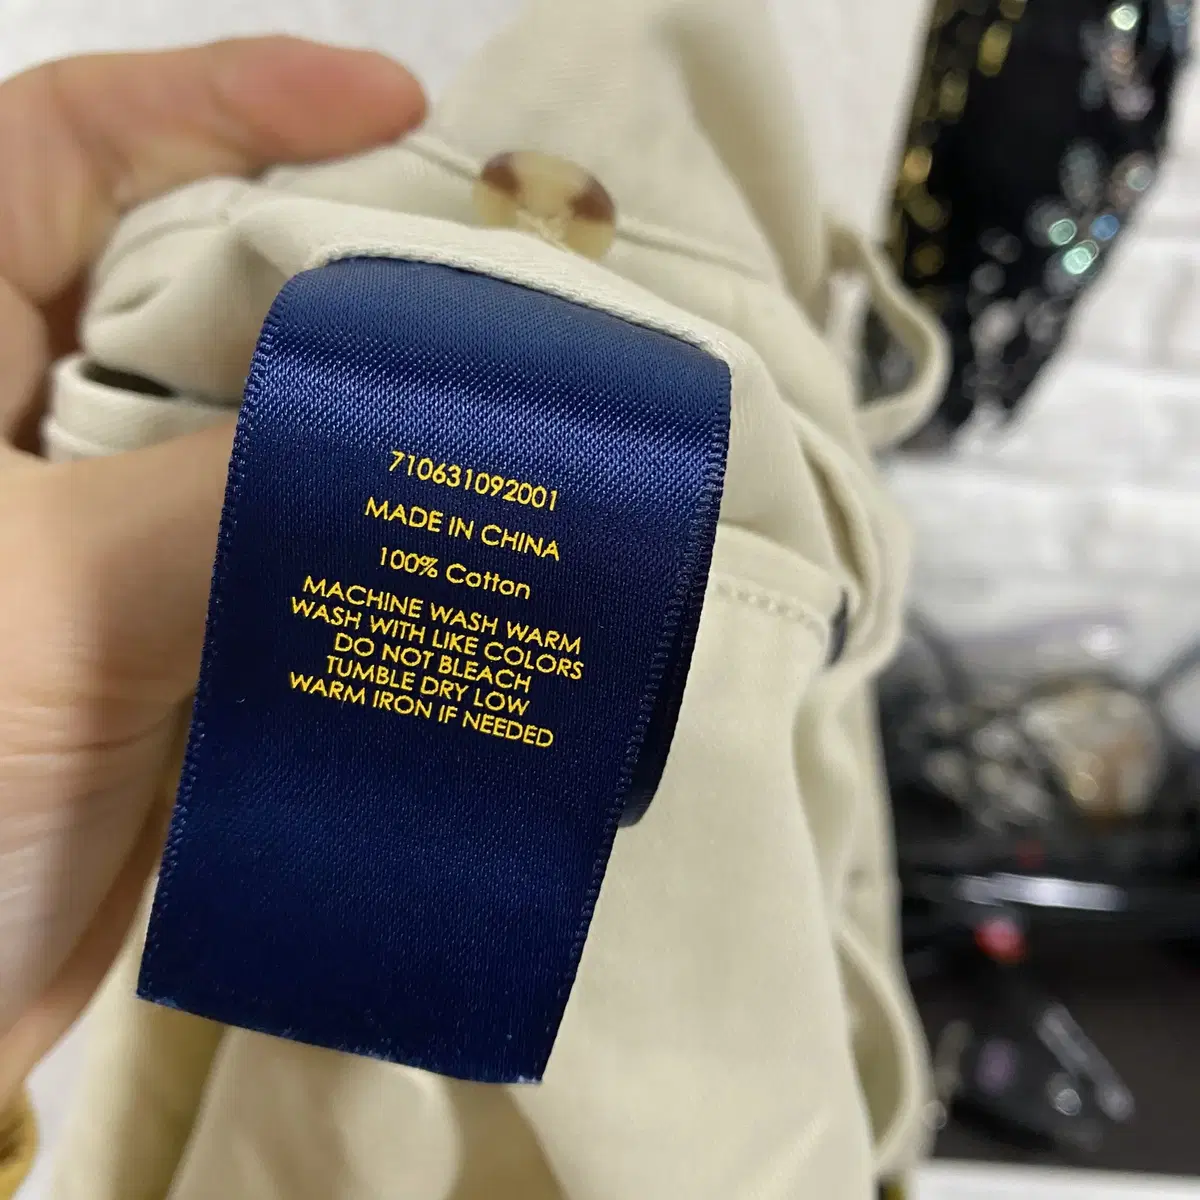 710631092001
MADE IN CHINA
100% Cotton
MACHINE WASH WARM
WASH WITH LIKE COLORS
DO NOT BLEACH
TUMBLE DRY LOW
WARM IRON IF NEEDED